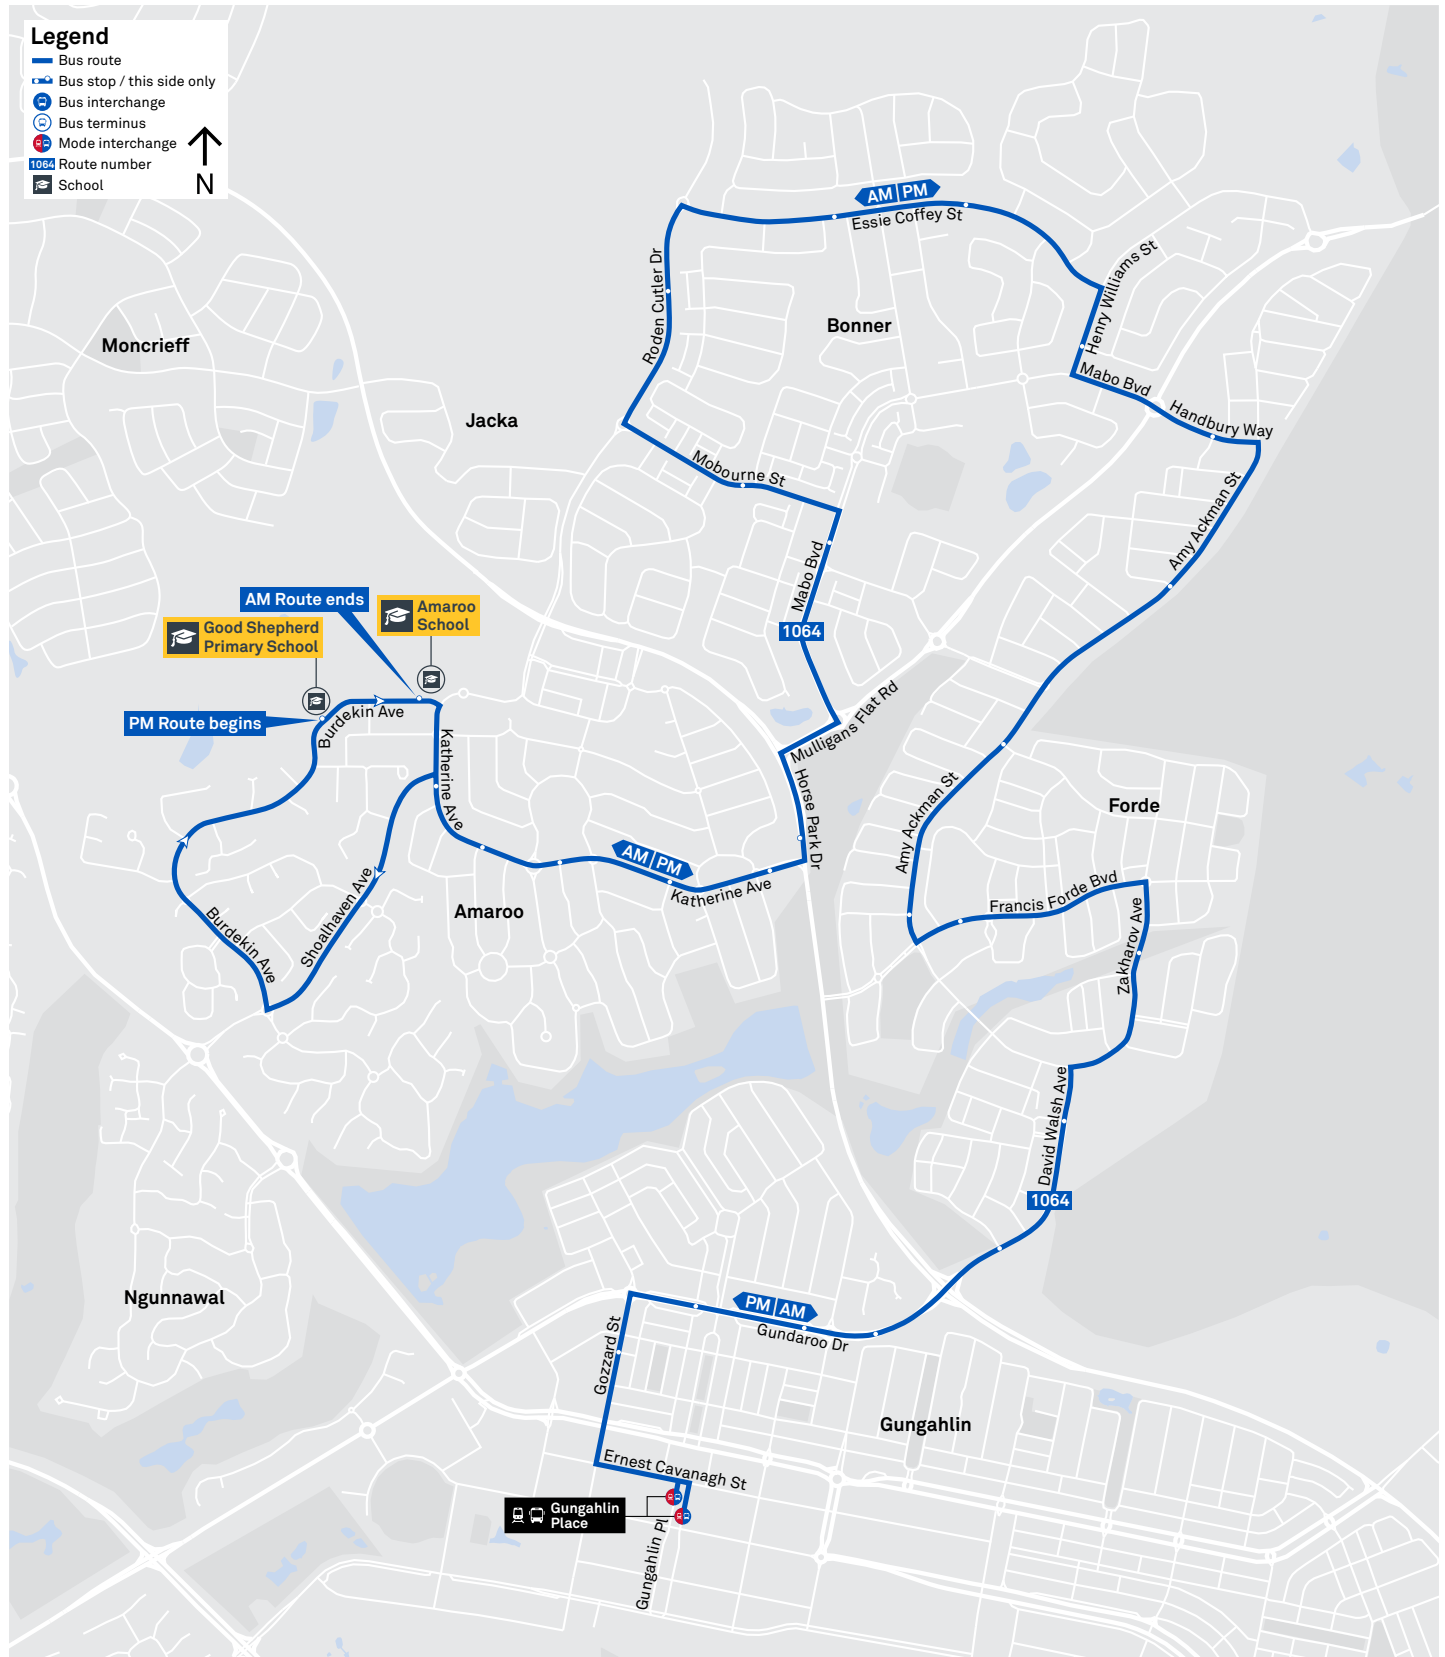 Legend
Bus route
Bus stop / this side only
Bus interchange
Bus terminus
Mode interchange
1064 Route number
School
N
AM PM
Essie Coffey St
Henry Williams St
Roden Cutler Dr
Bonner
Moncrieff
Mabo Bvd
Handbury Way
Jacka
Mobourne St
Amy Ackman St
Mabo Bvd
1064
AM Route ends
Amaroo
School
Good Shepherd
Primary School
PM Route begins
Burdekin Ave
Katherine Ave
Mulligans Flat Rd
Horse Park Dr
Amy Ackman St
Forde
AM PM
Katherine Ave
Francis Forde Bvd
Zakharov Ave
Shoalhaven Ave
Burdekin Ave
Amaroo
David Walsh Ave
1064
Ngunnawal
PM AM
Gundaroo Dr
Gozzard St
Gungahlin
Ernest Cavanagh St
Gungahlin
Place
Gungahlin Pl